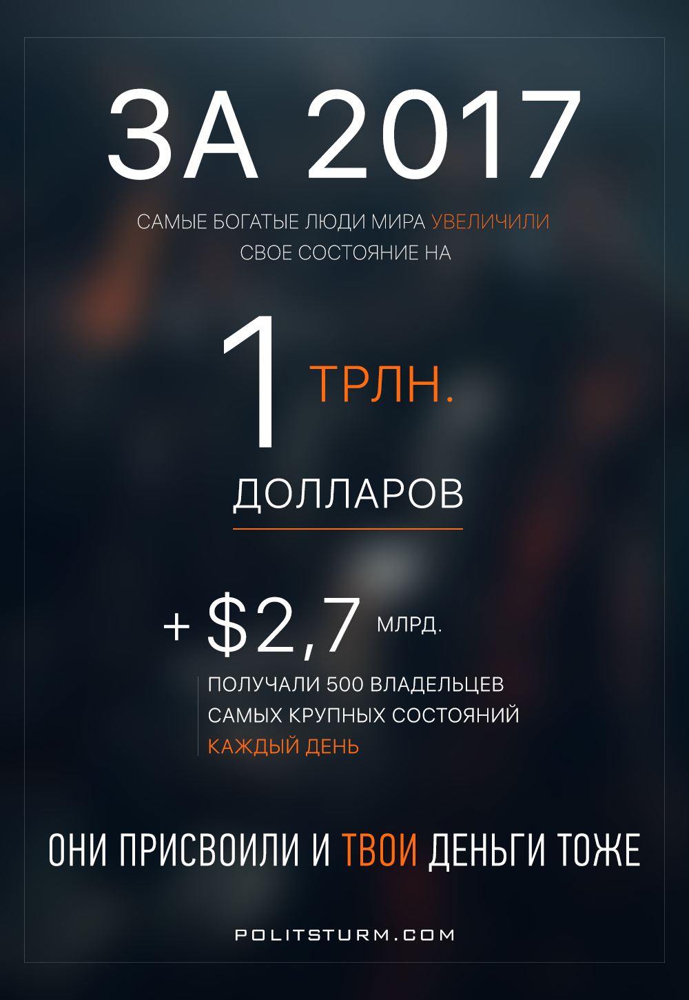 ЗА 2017
САМЫЕ БОГАТЫЕ ЛЮДИ МИРА УВЕЛИЧИЛИ
СВОЕ СОСТОЯНИЕ НА
1 ТРЛН.
ДОЛЛАРОВ
+ $2,7 МЛРД.
ПОЛУЧАЛИ 500 ВЛАДЕЛЬЦЕВ
САМЫХ КРУПНЫХ СОСТОЯНИЙ
КАЖДЫЙ ДЕНЬ
ОНИ ПРИСВОИЛИ И ТВОИ ДЕНЬГИ ТОЖЕ
POLITSTURM.COM